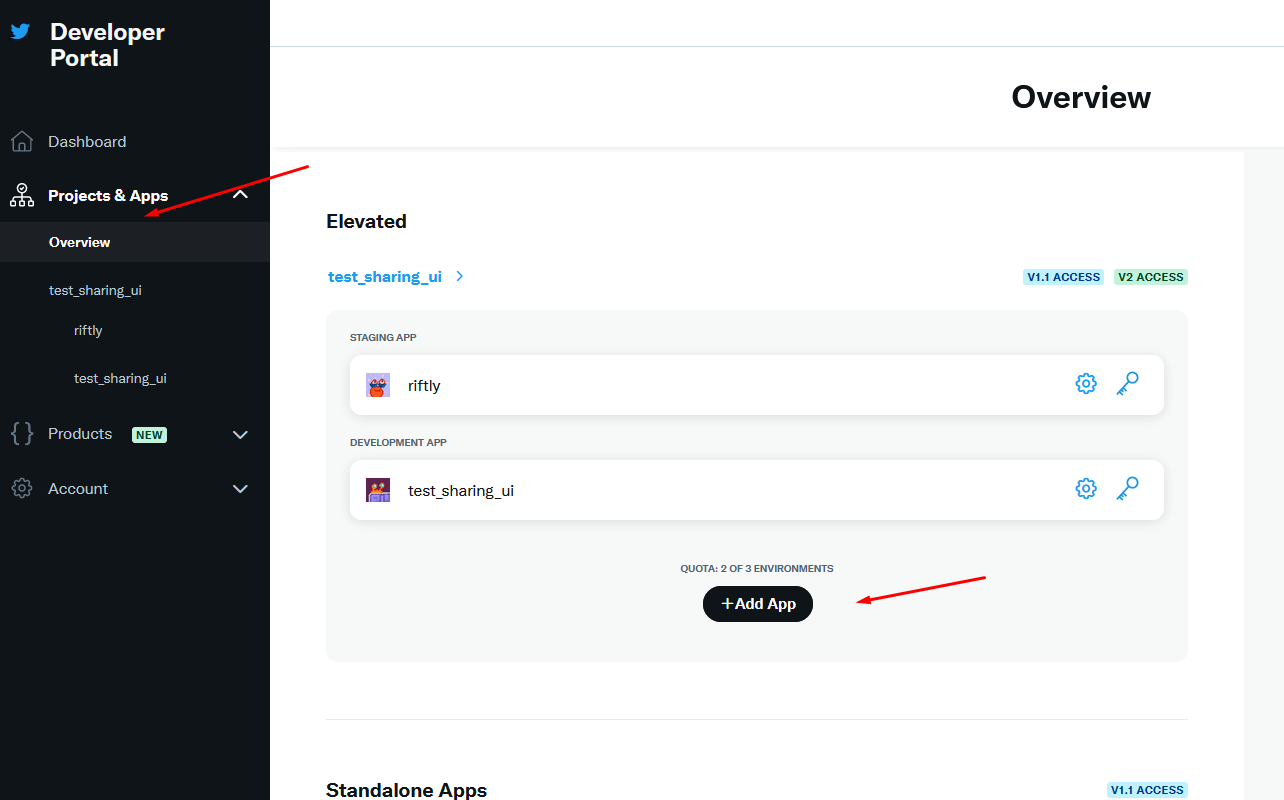 Developer
Portal
Dashboard
Projects & Apps
Overview
test_sharing_ui
riftly
test_sharing_ui
Products NEW
Account
Overview
Elevated
test_sharing_ui
V1.1 ACCESS V2 ACCESS
STAGING APP
riftly
DEVELOPMENT APP
test_sharing_ui
QUOTA: 2 OF 3 ENVIRONMENTS
+Add App
Standalone Apps
V1.1 ACCESS